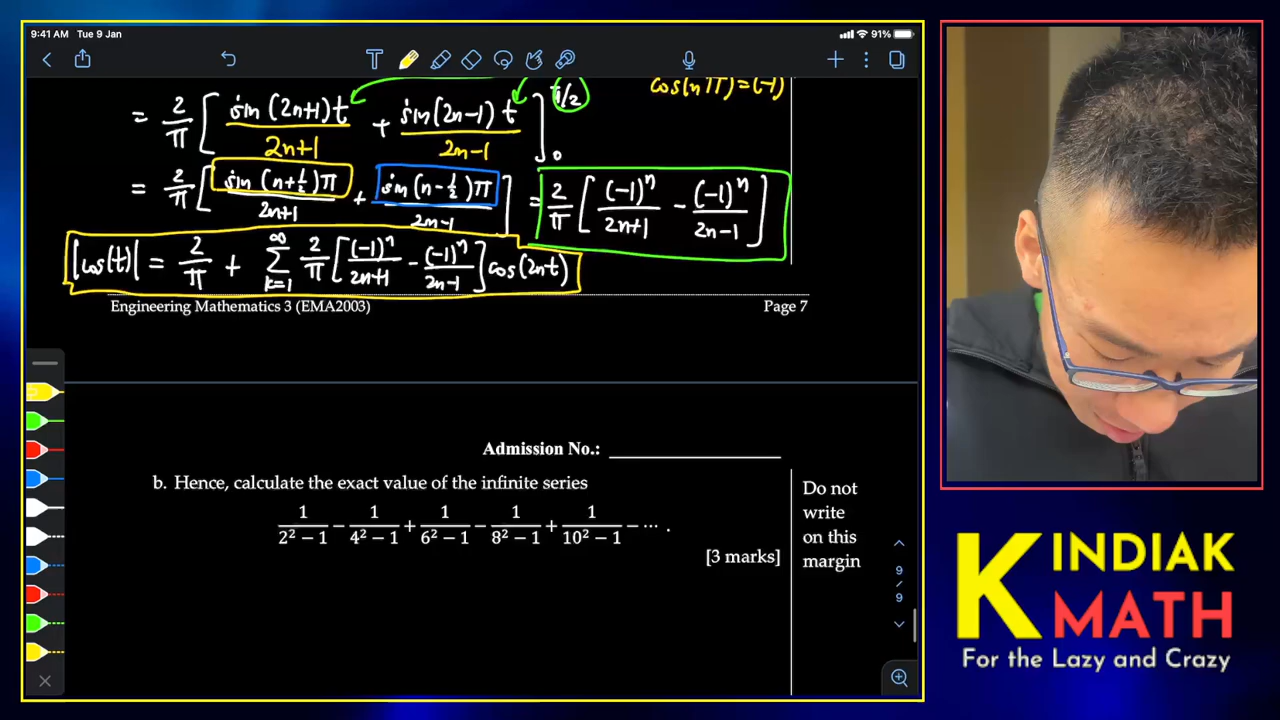 9:41 AM Tue 9 Jan
91%
cos(nπ)=(-1)
= 2/π [ sin(2n+1)t / 2n+1 + sin(2n-1)t / 2n-1 ]₀^π/2
= 2/π [ sin(n+½)π / 2n+1 + sin(n-½)π / 2n-1 ] = 2/π [ (-1)ⁿ / 2n+1 - (-1)ⁿ / 2n-1 ]
|cos(t)| = 2/π + ∑_{k=1}^∞ 2/π [ (-1)ⁿ / 2n+1 - (-1)ⁿ / 2n-1 ] cos(2nt)
Engineering Mathematics 3 (EMA2003) Page 7
Admission No.:
b. Hence, calculate the exact value of the infinite series
1/(2² − 1) − 1/(4² − 1) + 1/(6² − 1) − 1/(8² − 1) + 1/(10² − 1) − ⋯ .
[3 marks]
Do not
write
on this
margin
9
/
9
KINDIAK
MATH
For the Lazy and Crazy